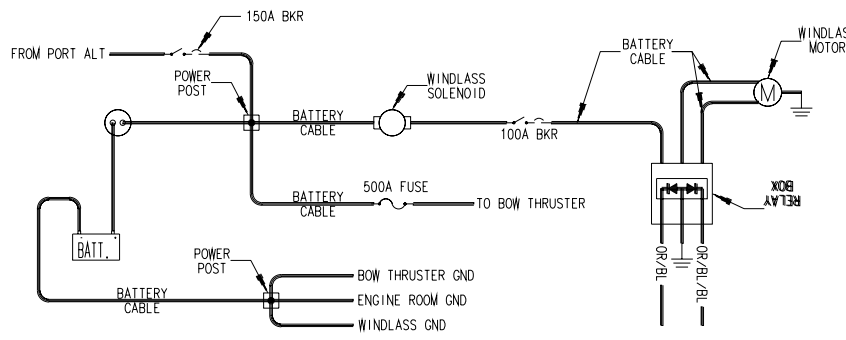 150A BKR
FROM PORT ALT
POWER
POST
BATTERY
CABLE
WINDLASS
SOLENOID
100A BKR
BATTERY
CABLE
WINDLAS
MOTOR
M
500A FUSE
BATTERY
CABLE
TO BOW THRUSTER
RELAY
BOX
BATT.
OR/BL
OR/BL/BL
POWER
POST
BATTERY
CABLE
BOW THRUSTER GND
ENGINE ROOM GND
WINDLASS GND